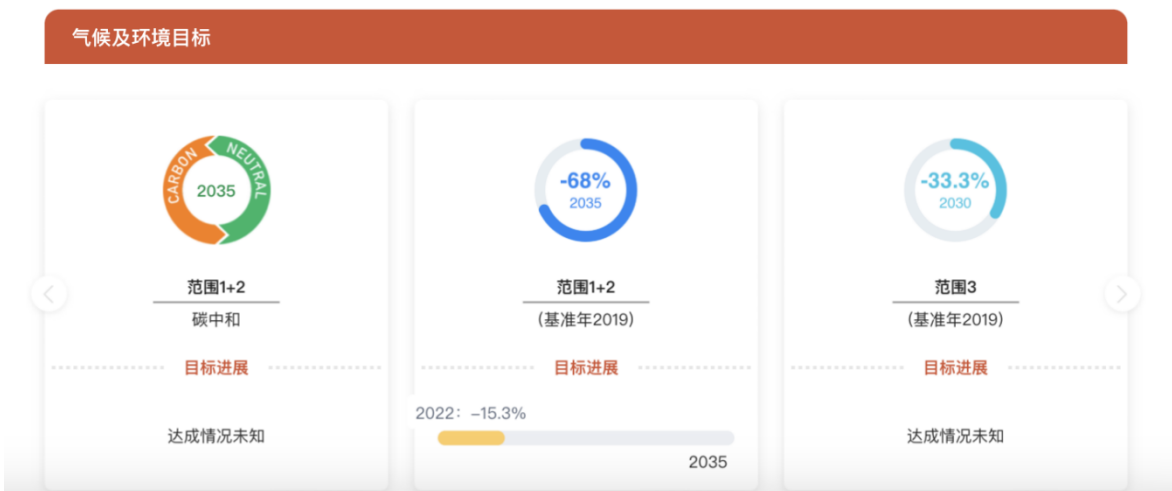 气候及环境目标
CARBON NEUTRAL
2035
范围1+2
碳中和
目标进展
达成情况未知
-68%
2035
范围1+2
(基准年2019)
目标进展
2022：-15.3%
2035
-33.3%
2030
范围3
(基准年2019)
目标进展
达成情况未知